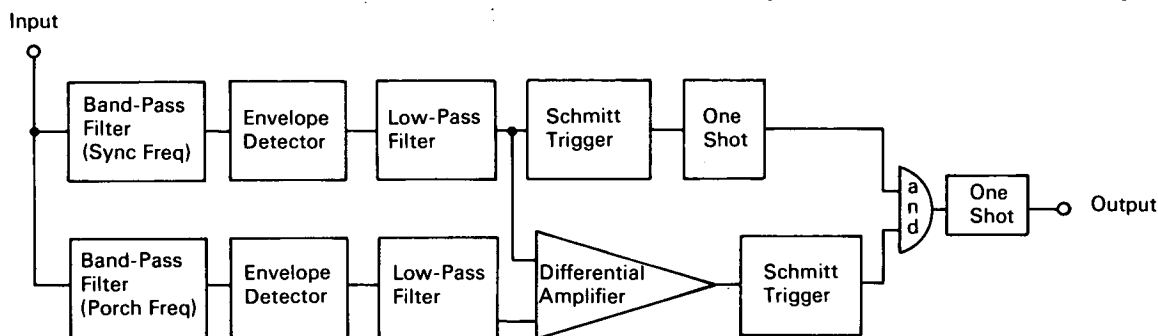 Input
Band-Pass
Filter
(Sync Freq)
Envelope
Detector
Low-Pass
Filter
Schmitt
Trigger
One
Shot
and
One
Shot
Output
Band-Pass
Filter
(Porch Freq)
Envelope
Detector
Low-Pass
Filter
Differential
Amplifier
Schmitt
Trigger